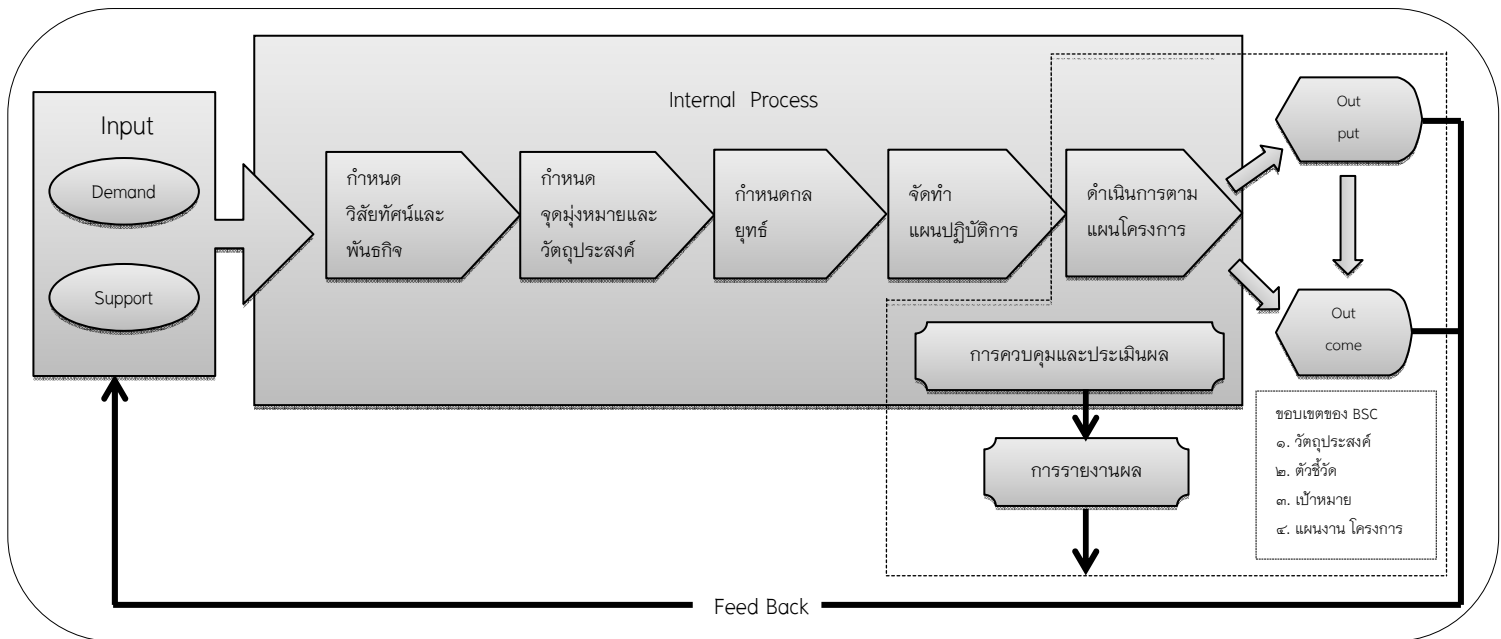 Input
Demand
Support
Internal Process
กำหนด
วิสัยทัศน์และ
พันธกิจ
กำหนด
จุดมุ่งหมายและ
วัตถุประสงค์
กำหนดกล
ยุทธ์
จัดทำ
แผนปฏิบัติการ
ดำเนินการตาม
แผนโครงการ
Out
put
Out
come
การควบคุมและประเมินผล
การรายงานผล
ขอบเขตของ BSC
๑. วัตถุประสงค์
๒. ตัวชี้วัด
๓. เป้าหมาย
๔. แผนงาน โครงการ
Feed Back